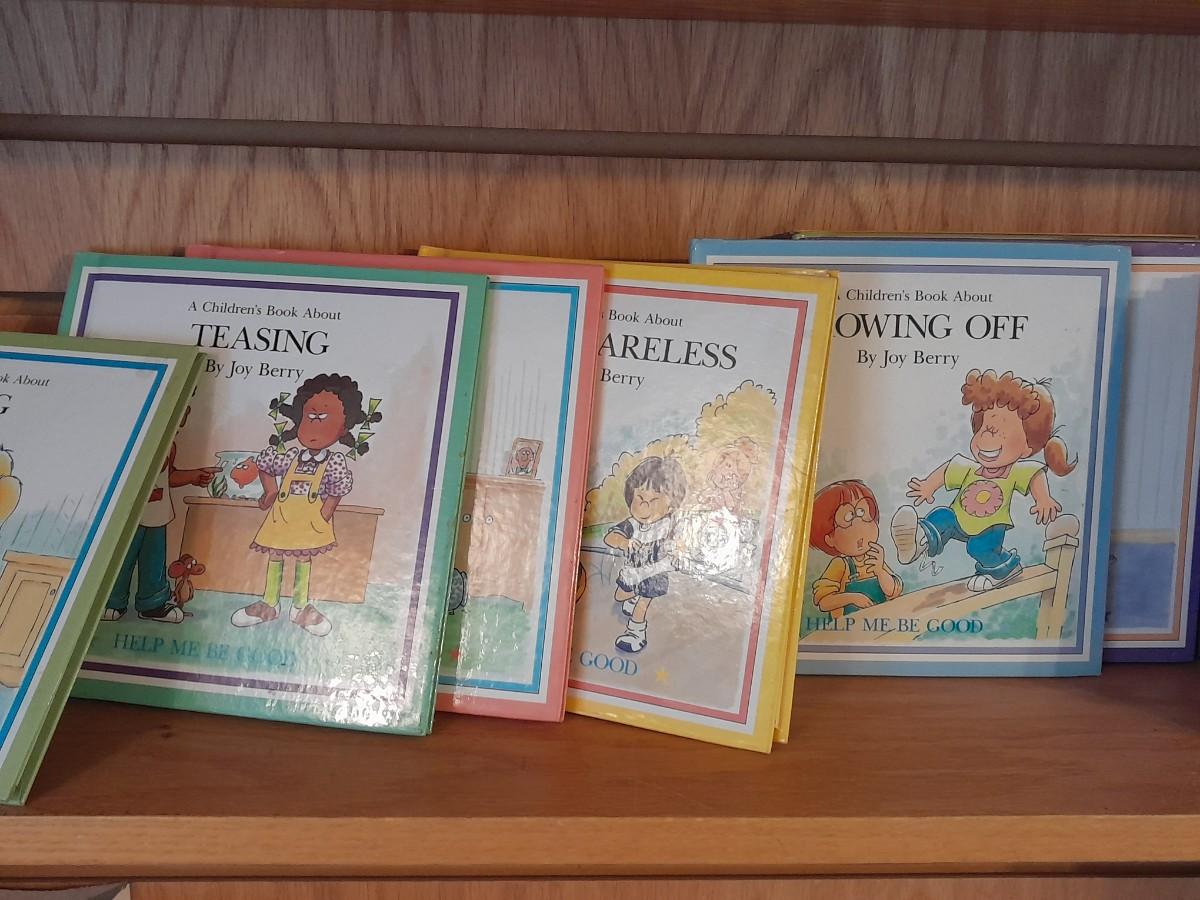 ok About
G
A Children's Book About
TEASING
By Joy Berry
HELP ME BE GOOD
s Book About
ARELESS
Berry
GOOD
Children's Book About
OWING OFF
By Joy Berry
HELP ME BE GOOD